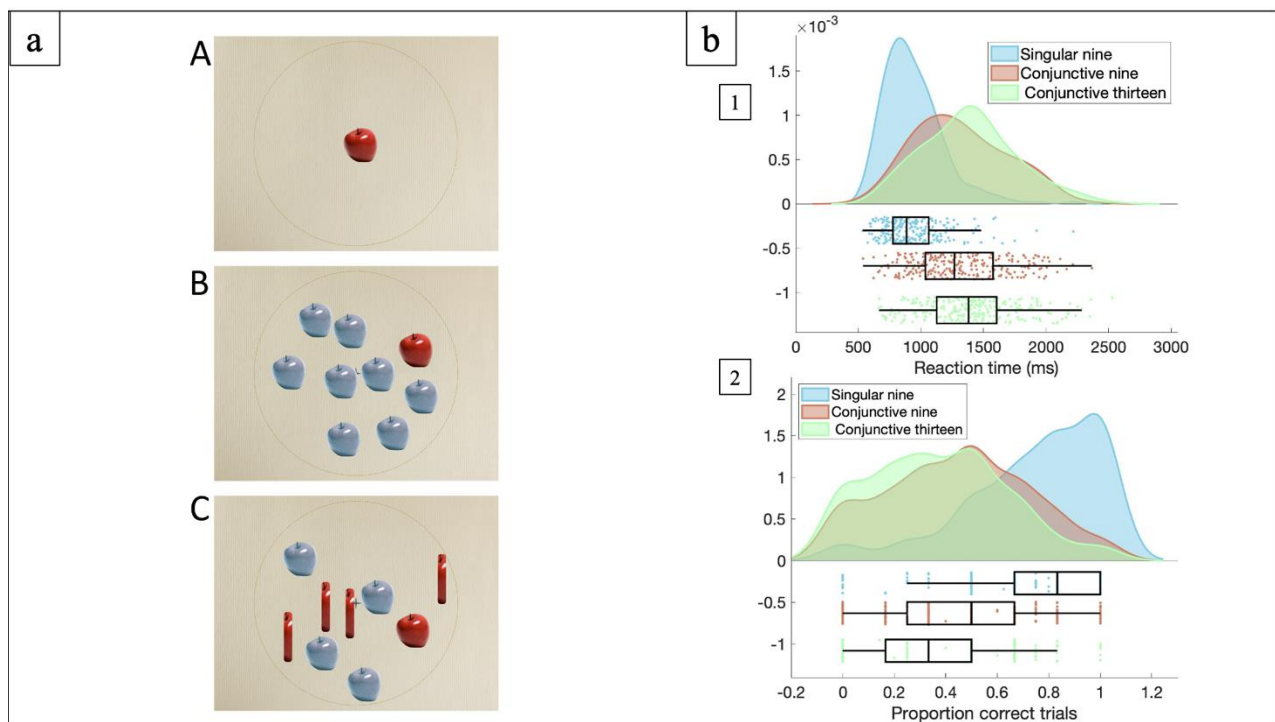 a
A
B
C
b
1
×10⁻³
Singular nine
Conjunctive nine
Conjunctive thirteen
1.5
1
0.5
0
-0.5
-1
0 500 1000 1500 2000 2500 3000
Reaction time (ms)
2
Singular nine
Conjunctive nine
Conjunctive thirteen
2
1.5
1
0.5
0
-0.5
-1
-0.2 0 0.2 0.4 0.6 0.8 1 1.2
Proportion correct trials